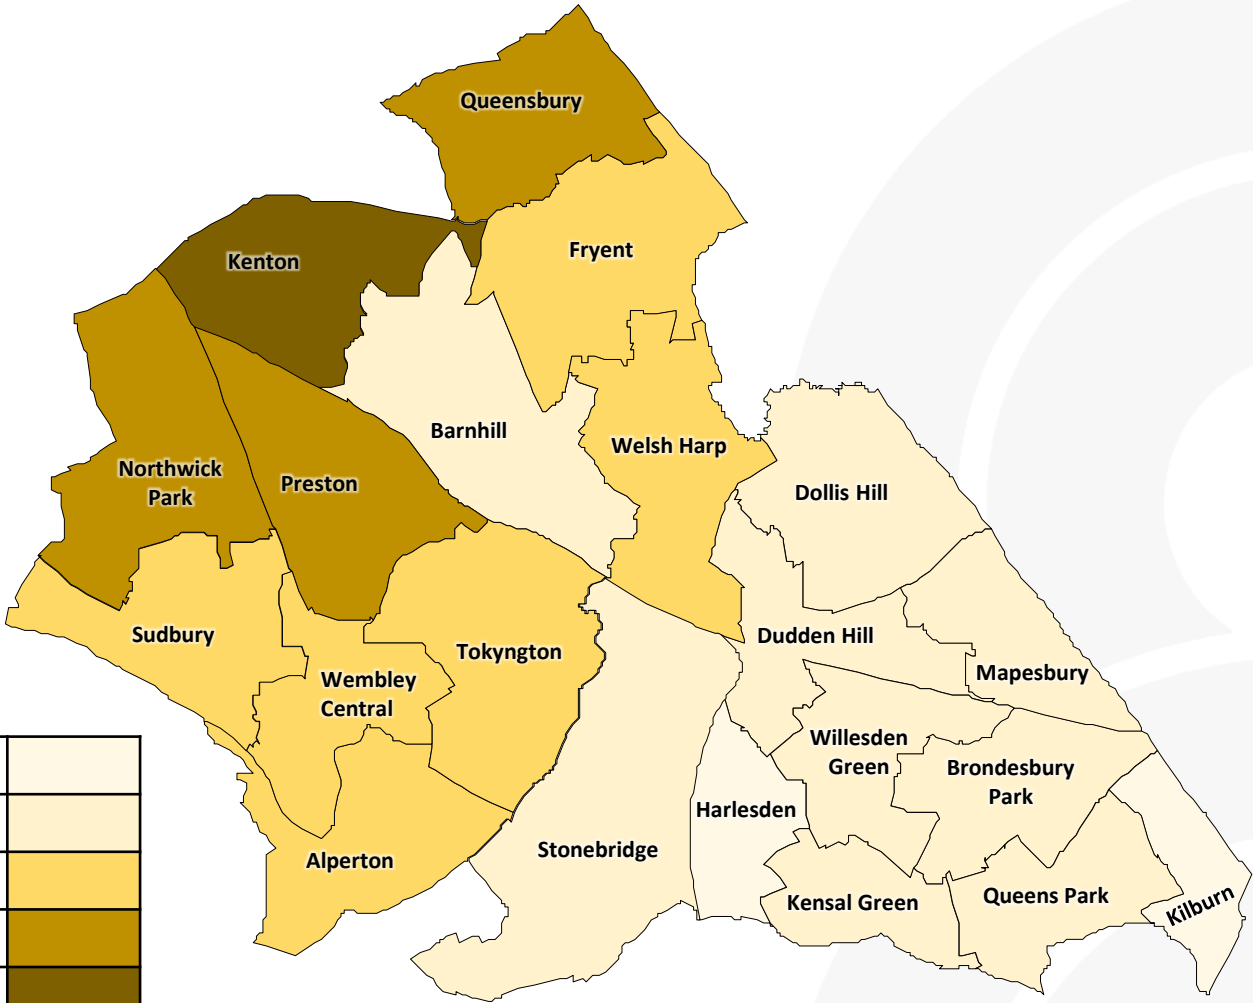 Queensbury
Fryent
Kenton
Barnhill
Welsh Harp
Northwick
Park
Preston
Dollis Hill
Sudbury
Tokyngton
Dudden Hill
Wembley
Central
Mapesbury
Willesden
Green
Brondesbury
Park
Harlesden
Stonebridge
Alperton
Kensal Green
Queens Park
Kilburn